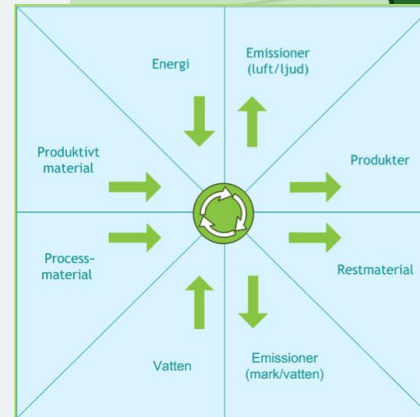 Energi
Emissioner
(luft/ljud)
Produktivt
material
Produkter
Process-
material
Restmaterial
Vatten
Emissioner
(mark/vatten)